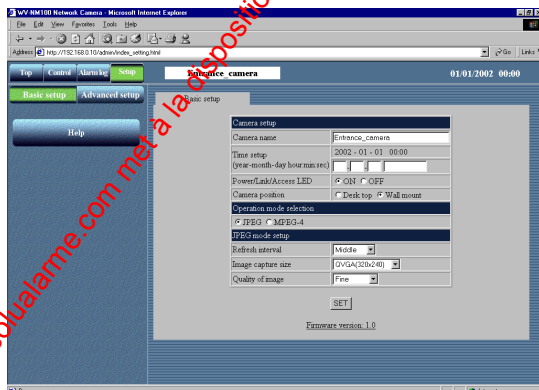 WV-NM100 Network Camera - Microsoft Internet Explorer
File Edit View Favorites Tools Help
Address http://192.168.0.10/admin/index_setting.html Go Links
Top Control Alarm log Setup Entrance_camera 01/01/2002 00:00
Basic setup Advanced setup
Basic setup
Help
Camera setup
Camera name Entrance_camera
Time setup 2002 - 01 - 01 00:00
(year-month-day hour:min:sec) - -
Power/Link/Access LED ON OFF
Camera position Desk top Wall mount
Operation mode selection
JPEG MPEG-4
JPEG mode setup
Refresh interval Middle
Image capture size QVGA(320x240)
Quality of image Fine
SET
Firmware version: 1.0
olualarme.com met à la disposition